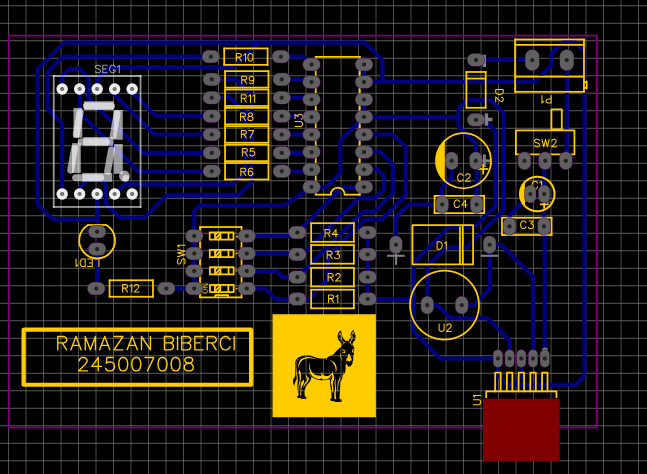 SEG1
R10
R9
R11
R8
R7
R5
R6
U3
D2
P1
SW2
C2
C1
C4
C3
R4
R3
R2
R1
D1
SW1
ON
LED1
R12
U2
U1
RAMAZAN BIBERCI
245007008